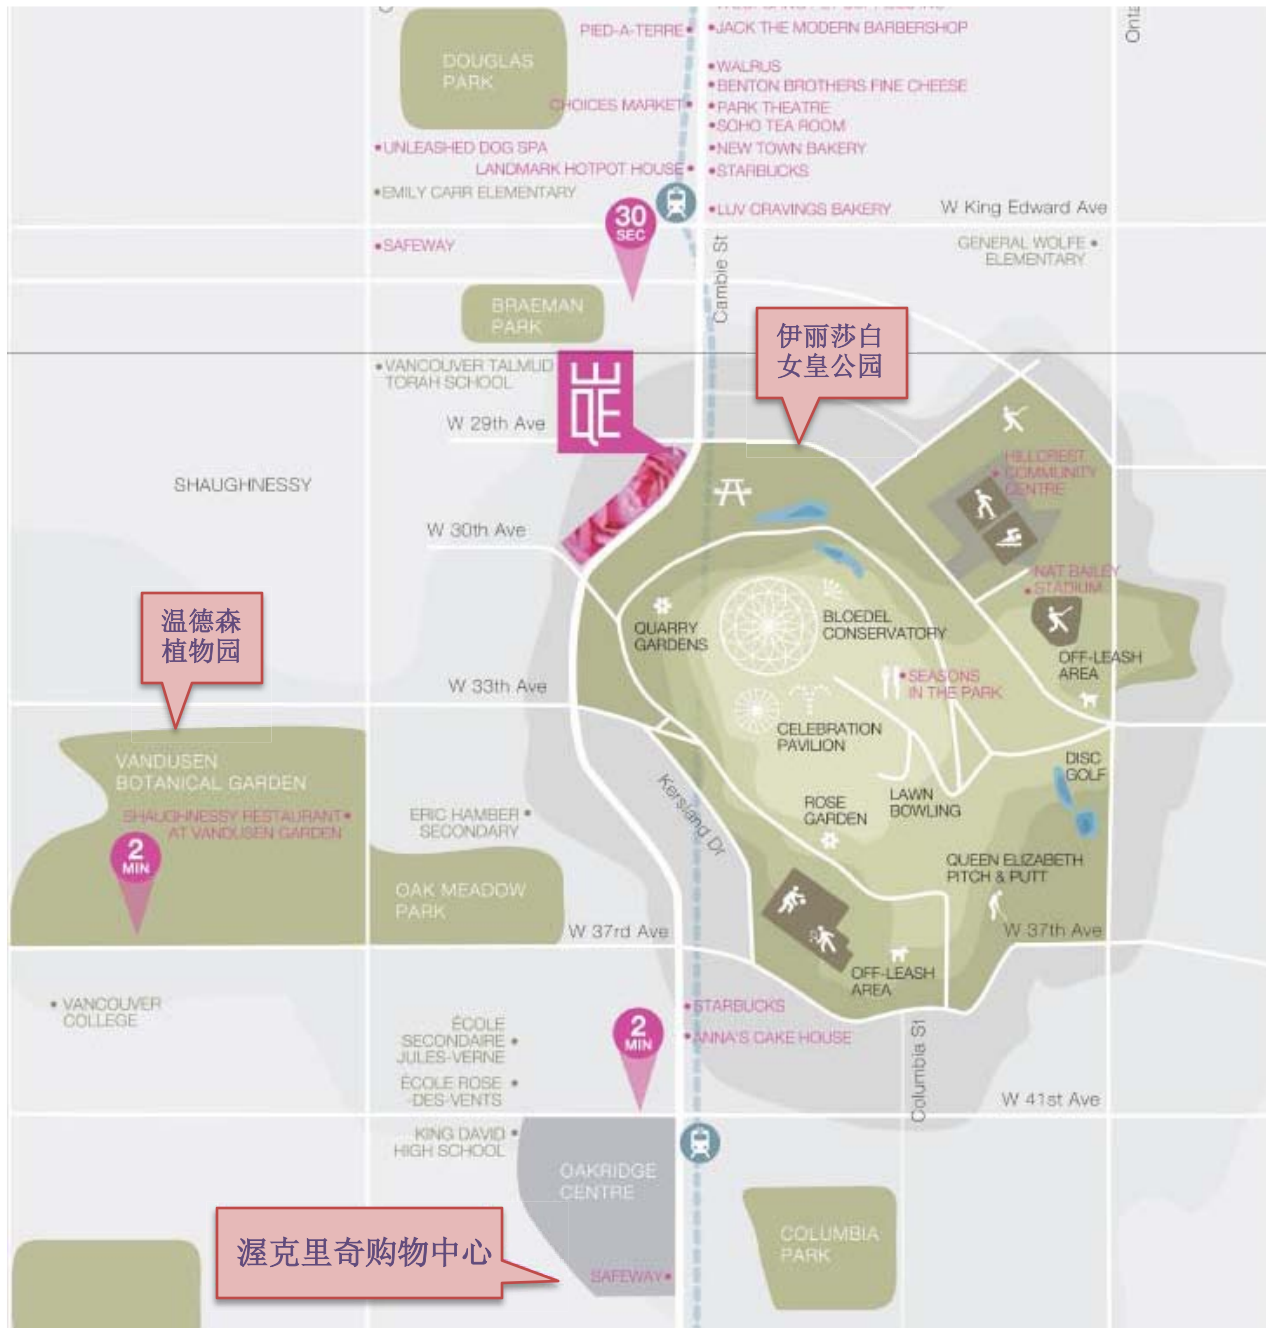 PIED-A-TERRE
JACK THE MODERN BARBERSHOP
DOUGLAS
PARK
WALRUS
BENTON BROTHERS FINE CHEESE
CHOICES MARKET
PARK THEATRE
SOHO TEA ROOM
UNLEASHED DOG SPA
NEW TOWN BAKERY
LANDMARK HOTPOT HOUSE
STARBUCKS
EMILY CARR ELEMENTARY
LUV CRAVINGS BAKERY
W King Edward Ave
30
SEC
SAFEWAY
GENERAL WOLFE
ELEMENTARY
Cambie St
BRAEMAN
PARK
伊丽莎白
女皇公园
VANCOUVER TALMUD
TORAH SCHOOL
QE
W 29th Ave
HILLCREST
COMMUNITY
CENTRE
SHAUGHNESSY
W 30th Ave
NAT BAILEY
STADIUM
温德森
植物园
QUARRY
GARDENS
BLOEDEL
CONSERVATORY
OFF-LEASH
AREA
W 33th Ave
SEASONS
IN THE PARK
CELEBRATION
PAVILION
VANDUSEN
BOTANICAL GARDEN
DISC
GOLF
Kersland Dr
ROSE
GARDEN
LAWN
BOWLING
SHAUGHNESSY RESTAURANT
AT VANDUSEN GARDEN
ERIC HAMBER
SECONDARY
2
MIN
QUEEN ELIZABETH
PITCH & PUTT
OAK MEADOW
PARK
W 37rd Ave
W 37th Ave
OFF-LEASH
AREA
VANCOUVER
COLLEGE
STARBUCKS
ÉCOLE
SECONDAIRE
JULES-VERNE
2
MIN
ANNA'S CAKE HOUSE
Columbia St
ÉCOLE ROSE
-DES-VENTS
W 41st Ave
KING DAVID
HIGH SCHOOL
OAKRIDGE
CENTRE
渥克里奇购物中心
COLUMBIA
PARK
SAFEWAY